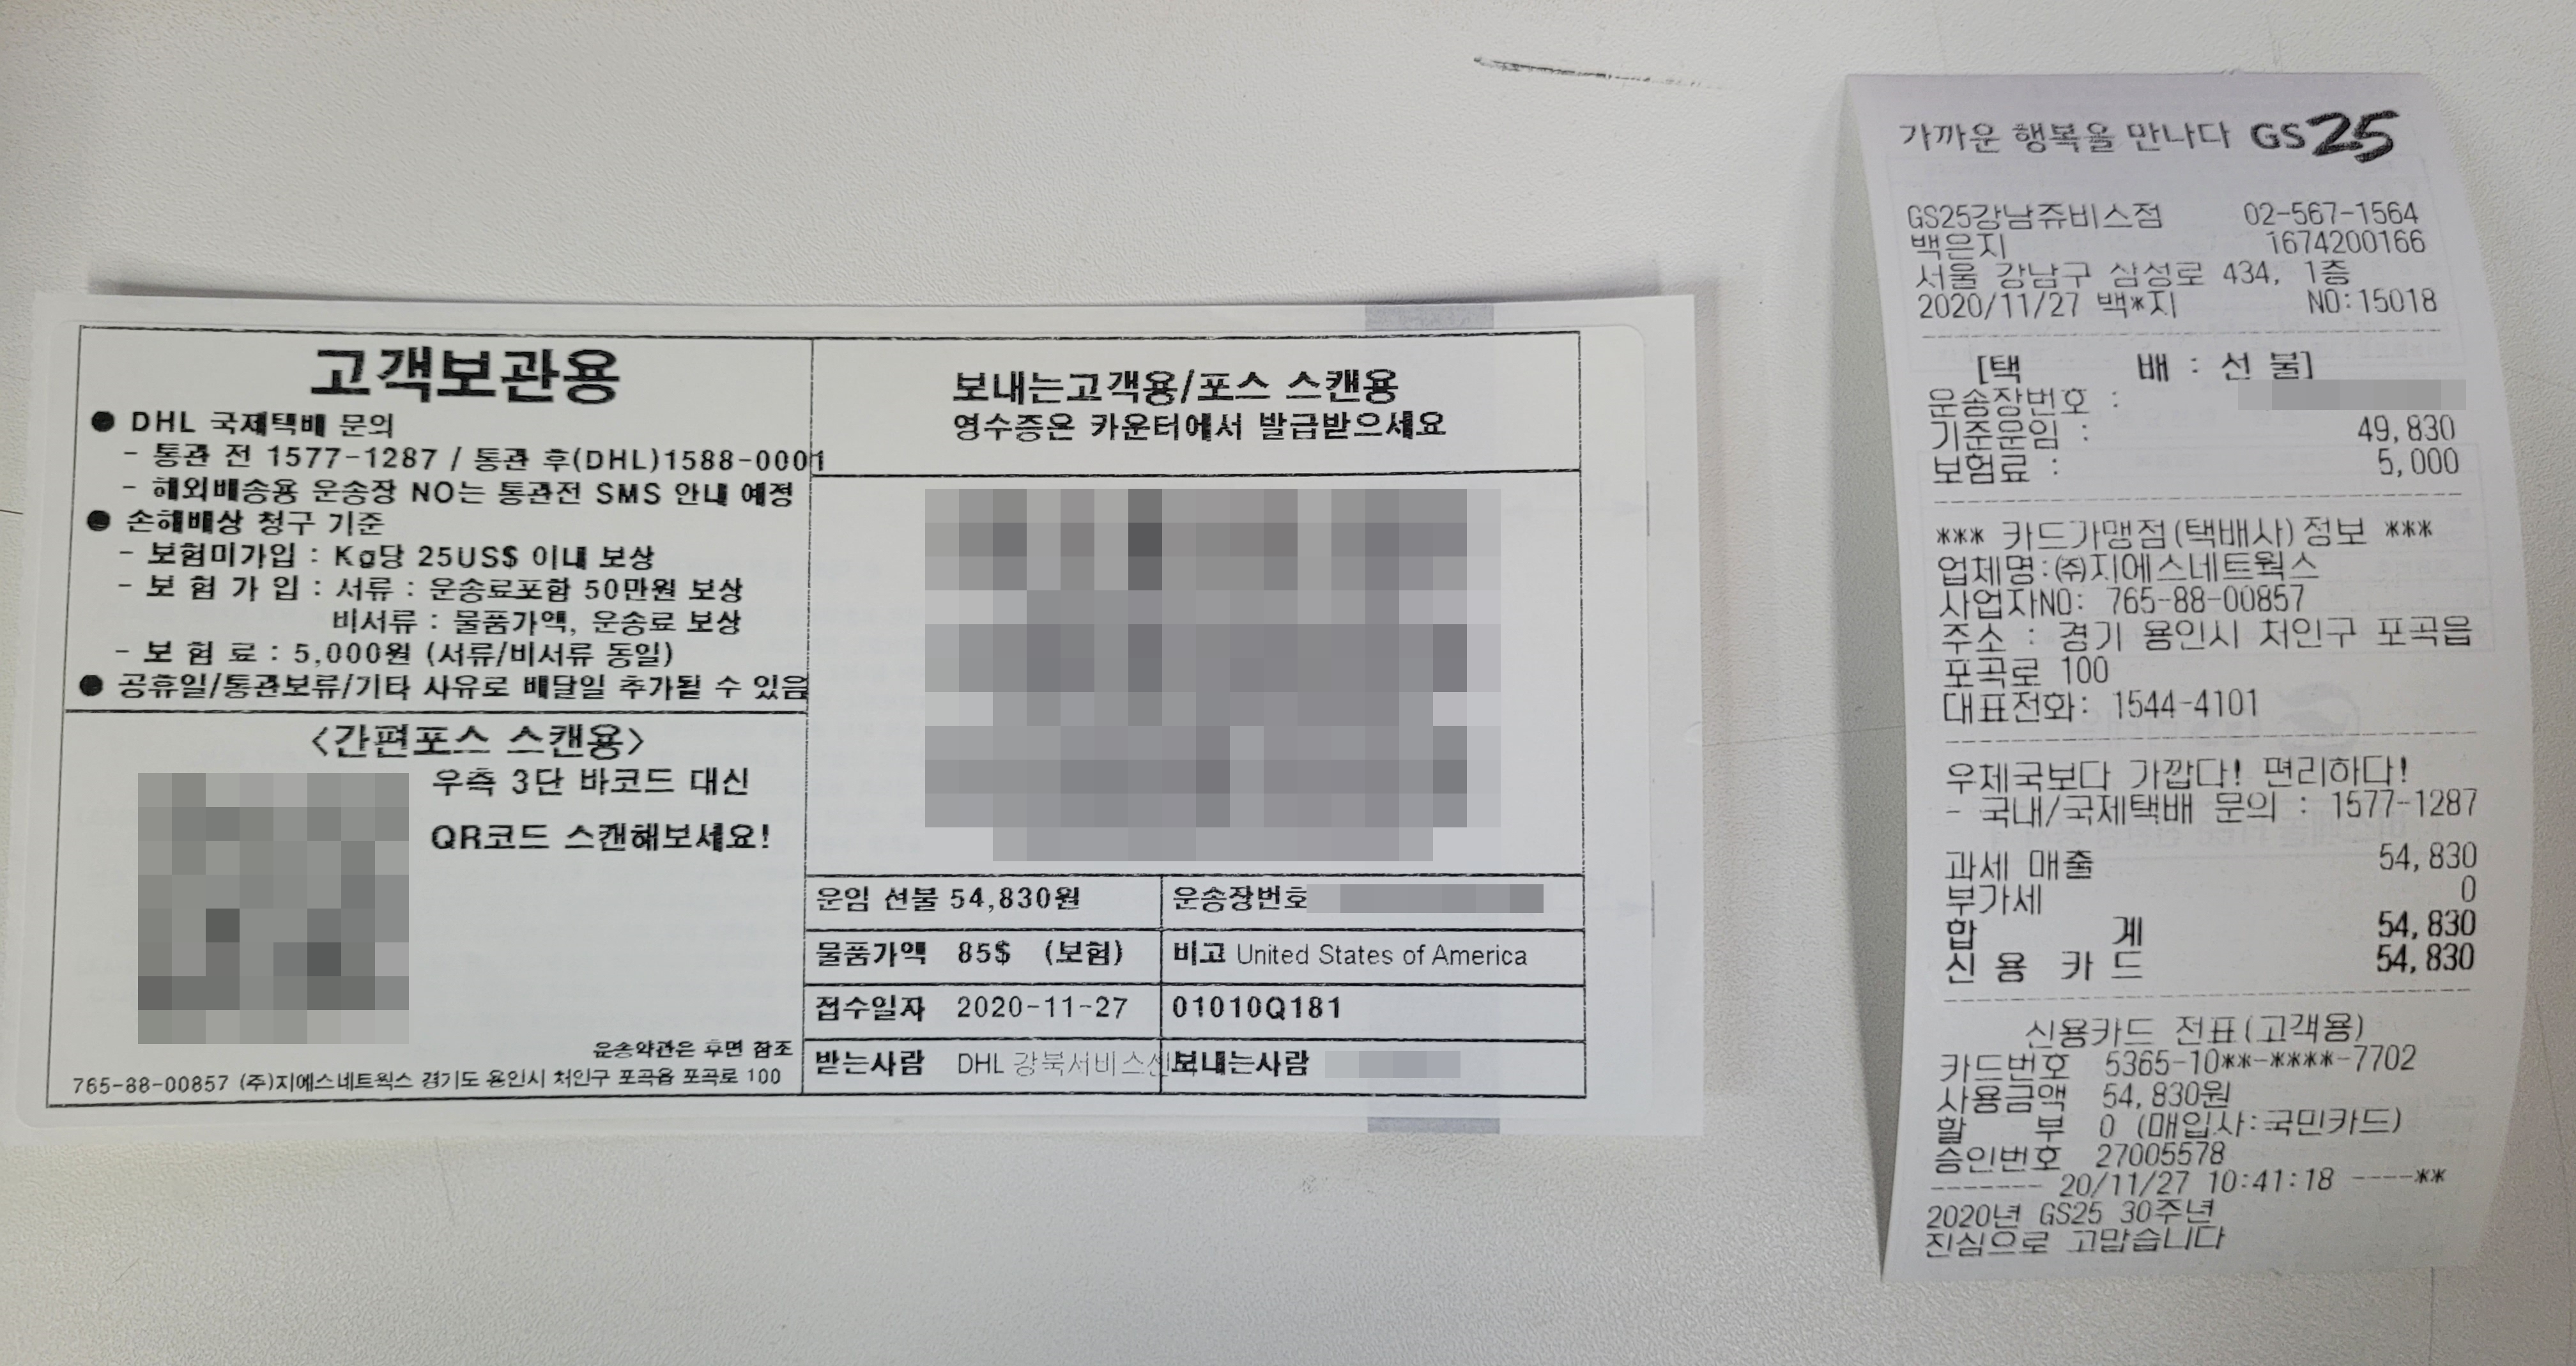 고객보관용
● DHL 국제택배 문의
- 통관 전 1577-1287 / 통관 후(DHL)1588-0001
- 해외배송용 운송장 NO는 통관전 SMS 안내 예정
● 손해배상 청구 기준
- 보험미가입 : Kg당 25US$ 이내 보상
- 보 험 가 입 : 서류 : 운송료포함 50만원 보상
비서류 : 물품가액, 운송료 보상
- 보 험 료 : 5,000원 (서류/비서류 동일)
● 공휴일/통관보류/기타 사유로 배달일 추가될 수 있음
<간편포스 스캔용>
우측 3단 바코드 대신
QR코드 스캔해보세요!
운송약관은 후면 참조
765-88-00857 (주)지에스네트웍스 경기도 용인시 처인구 포곡읍 포곡로 100
보내는고객용/포스 스캔용
영수증은 카운터에서 발급받으세요
운임 선불 54,830원
운송장번호
물품가액 85$ (보험)
비고 United States of America
접수일자 2020-11-27
01010Q181
받는사람 DHL 강북서비스
보내는사람
가까운 행복을 만나다 GS25
GS25강남쥬비스점 02-567-1564
백은지 1674200166
서울 강남구 삼성로 434, 1층
2020/11/27 백*지 NO:15018
[택 배 : 선 불]
운송장번호 :
기준운임 : 49,830
보험료 : 5,000
*** 카드가맹점(택배사)정보 ***
업체명:㈜지에스네트웍스
사업자NO: 765-88-00857
주소 : 경기 용인시 처인구 포곡읍
포곡로 100
대표전화: 1544-4101
우체국보다 가깝다! 편리하다!
- 국내/국제택배 문의 : 1577-1287
과세 매출 54,830
부가세 0
합 계 54,830
신 용 카 드 54,830
신용카드 전표(고객용)
카드번호 5365-10**-****-7702
사용금액 54,830원
할 부 0 (매입사:국민카드)
승인번호 27005578
------- 20/11/27 10:41:18 ----**
2020년 GS25 30주년
진심으로 고맙습니다